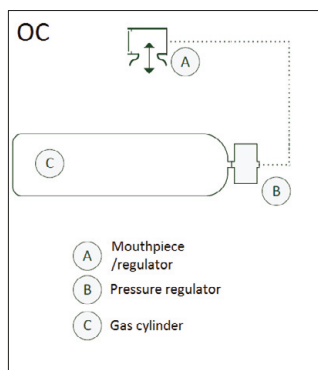 OC
A
C
B
A Mouthpiece
/regulator
B Pressure regulator
C Gas cylinder